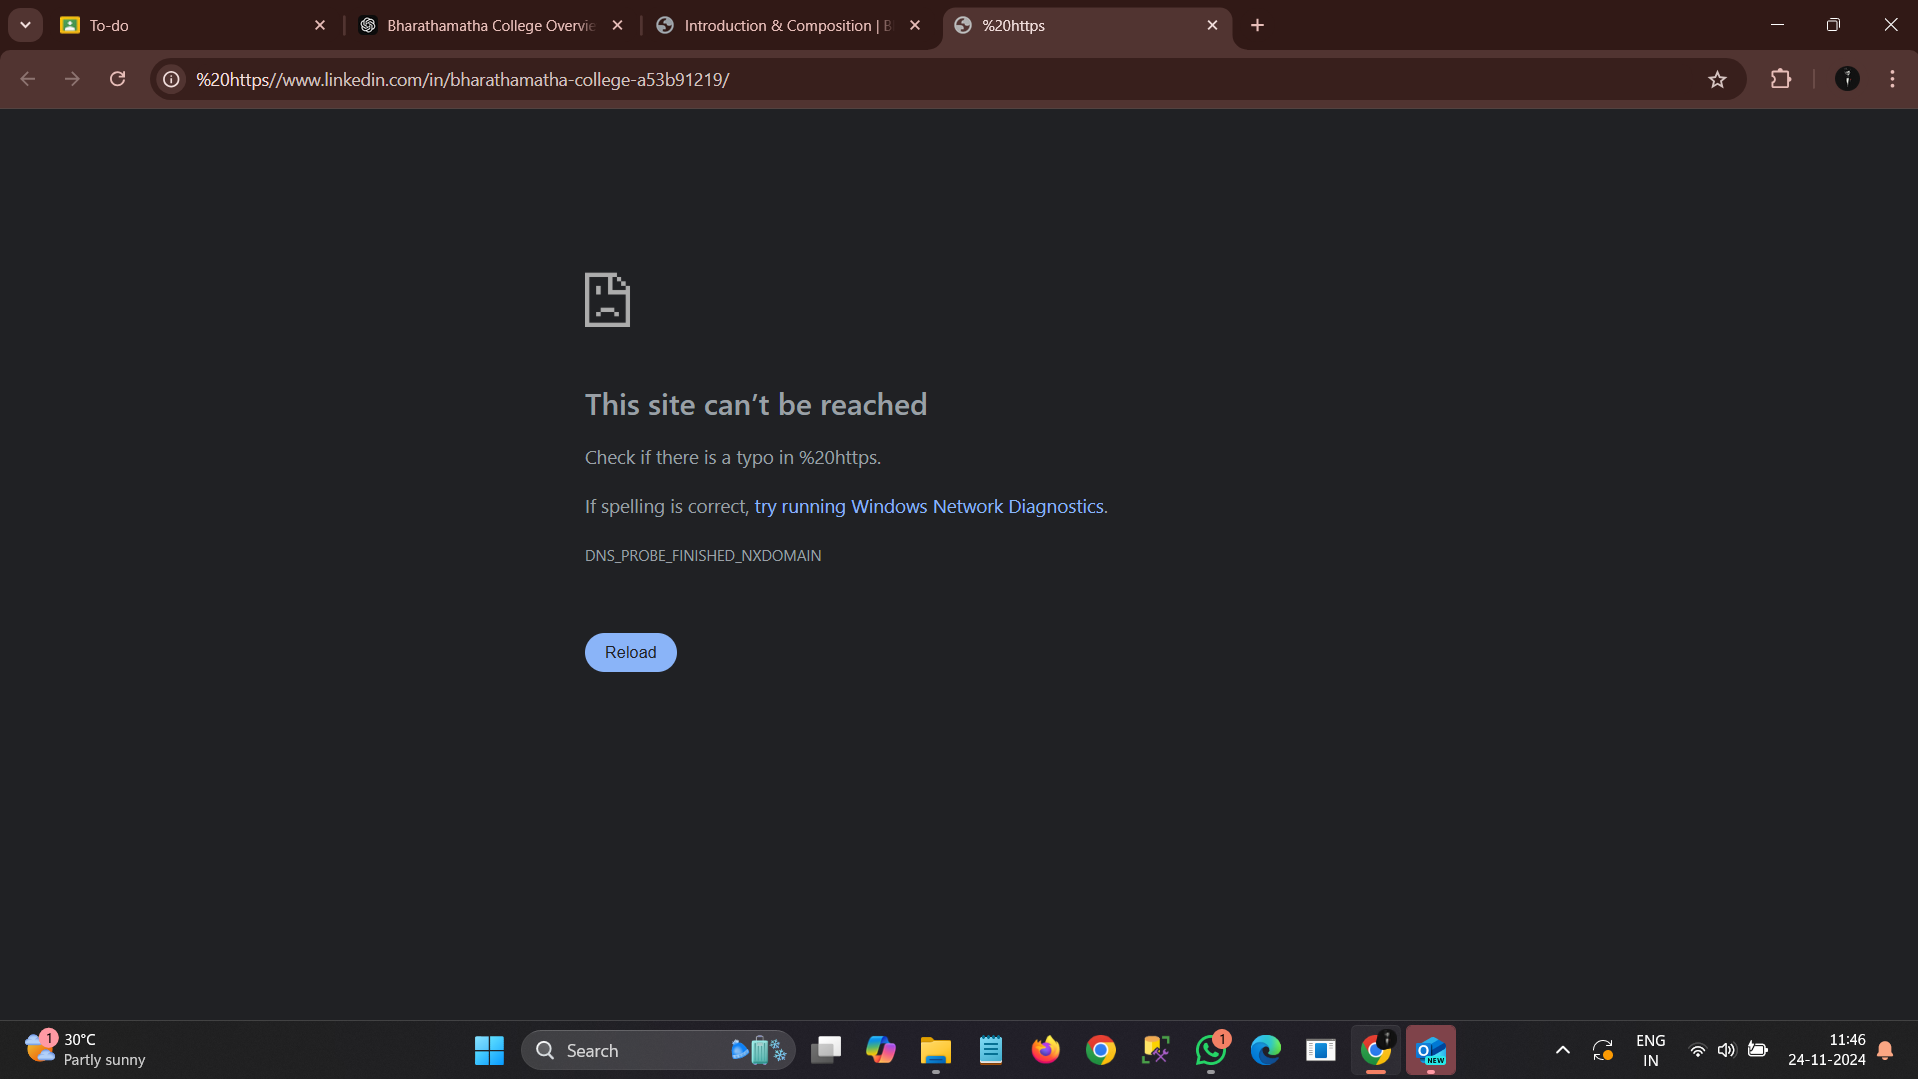 To-do
Bharathamatha College Overvie
Introduction & Composition | B
%20https
%20https//www.linkedin.com/in/bharathamatha-college-a53b91219/
This site can’t be reached
Check if there is a typo in %20https.
If spelling is correct, try running Windows Network Diagnostics.
DNS_PROBE_FINISHED_NXDOMAIN
Reload
1
30°C
Partly sunny
Search
1
NEW
ENG
IN
11:46
24-11-2024